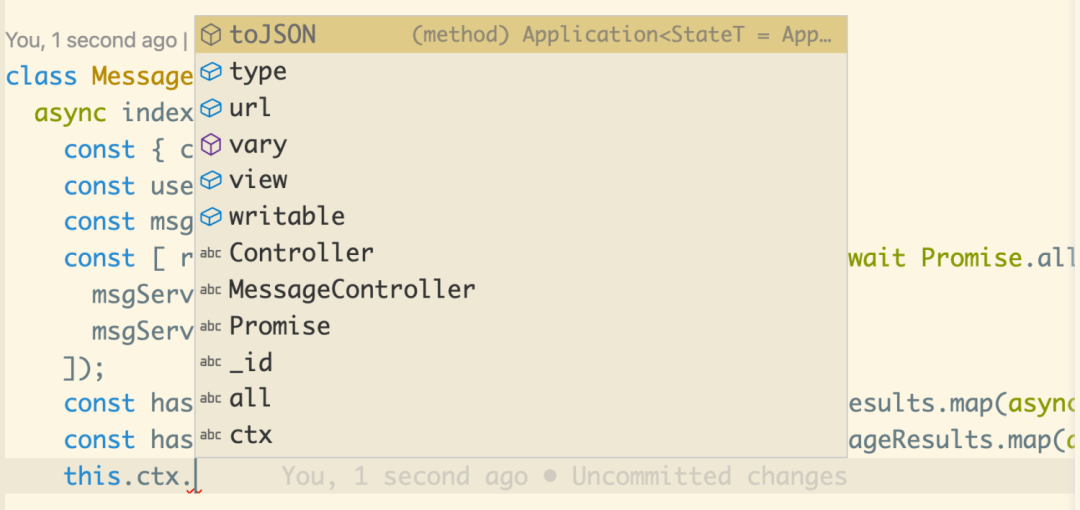 You, 1 second ago | toJSON (method) Application<StateT = App…
class Message type
async index url
const { c vary
const use view
const msg writable
const [ r abc Controller wait Promise.all
msgServ abc MessageController
msgServ abc Promise
]); abc _id
const has abc all esults.map(async
const has abc ctx ageResults.map(a
this.ctx. You, 1 second ago • Uncommitted changes